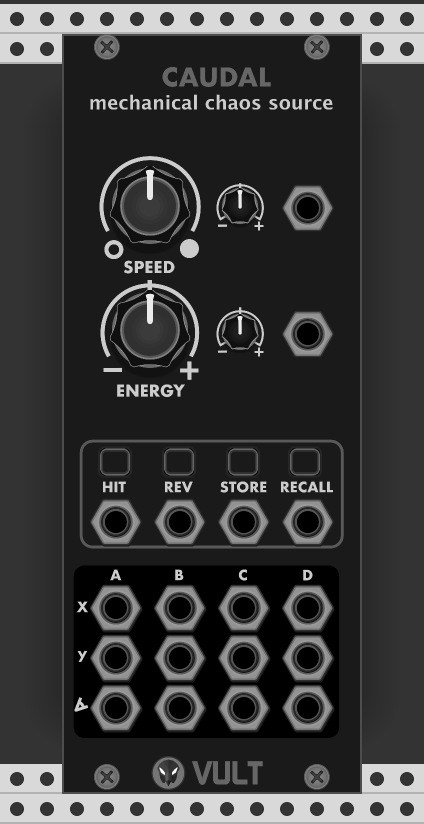 CAUDAL
mechanical chaos source
SPEED
- +
- +
ENERGY
- +
HIT REV STORE RECALL
A B C D
X
y
VULT